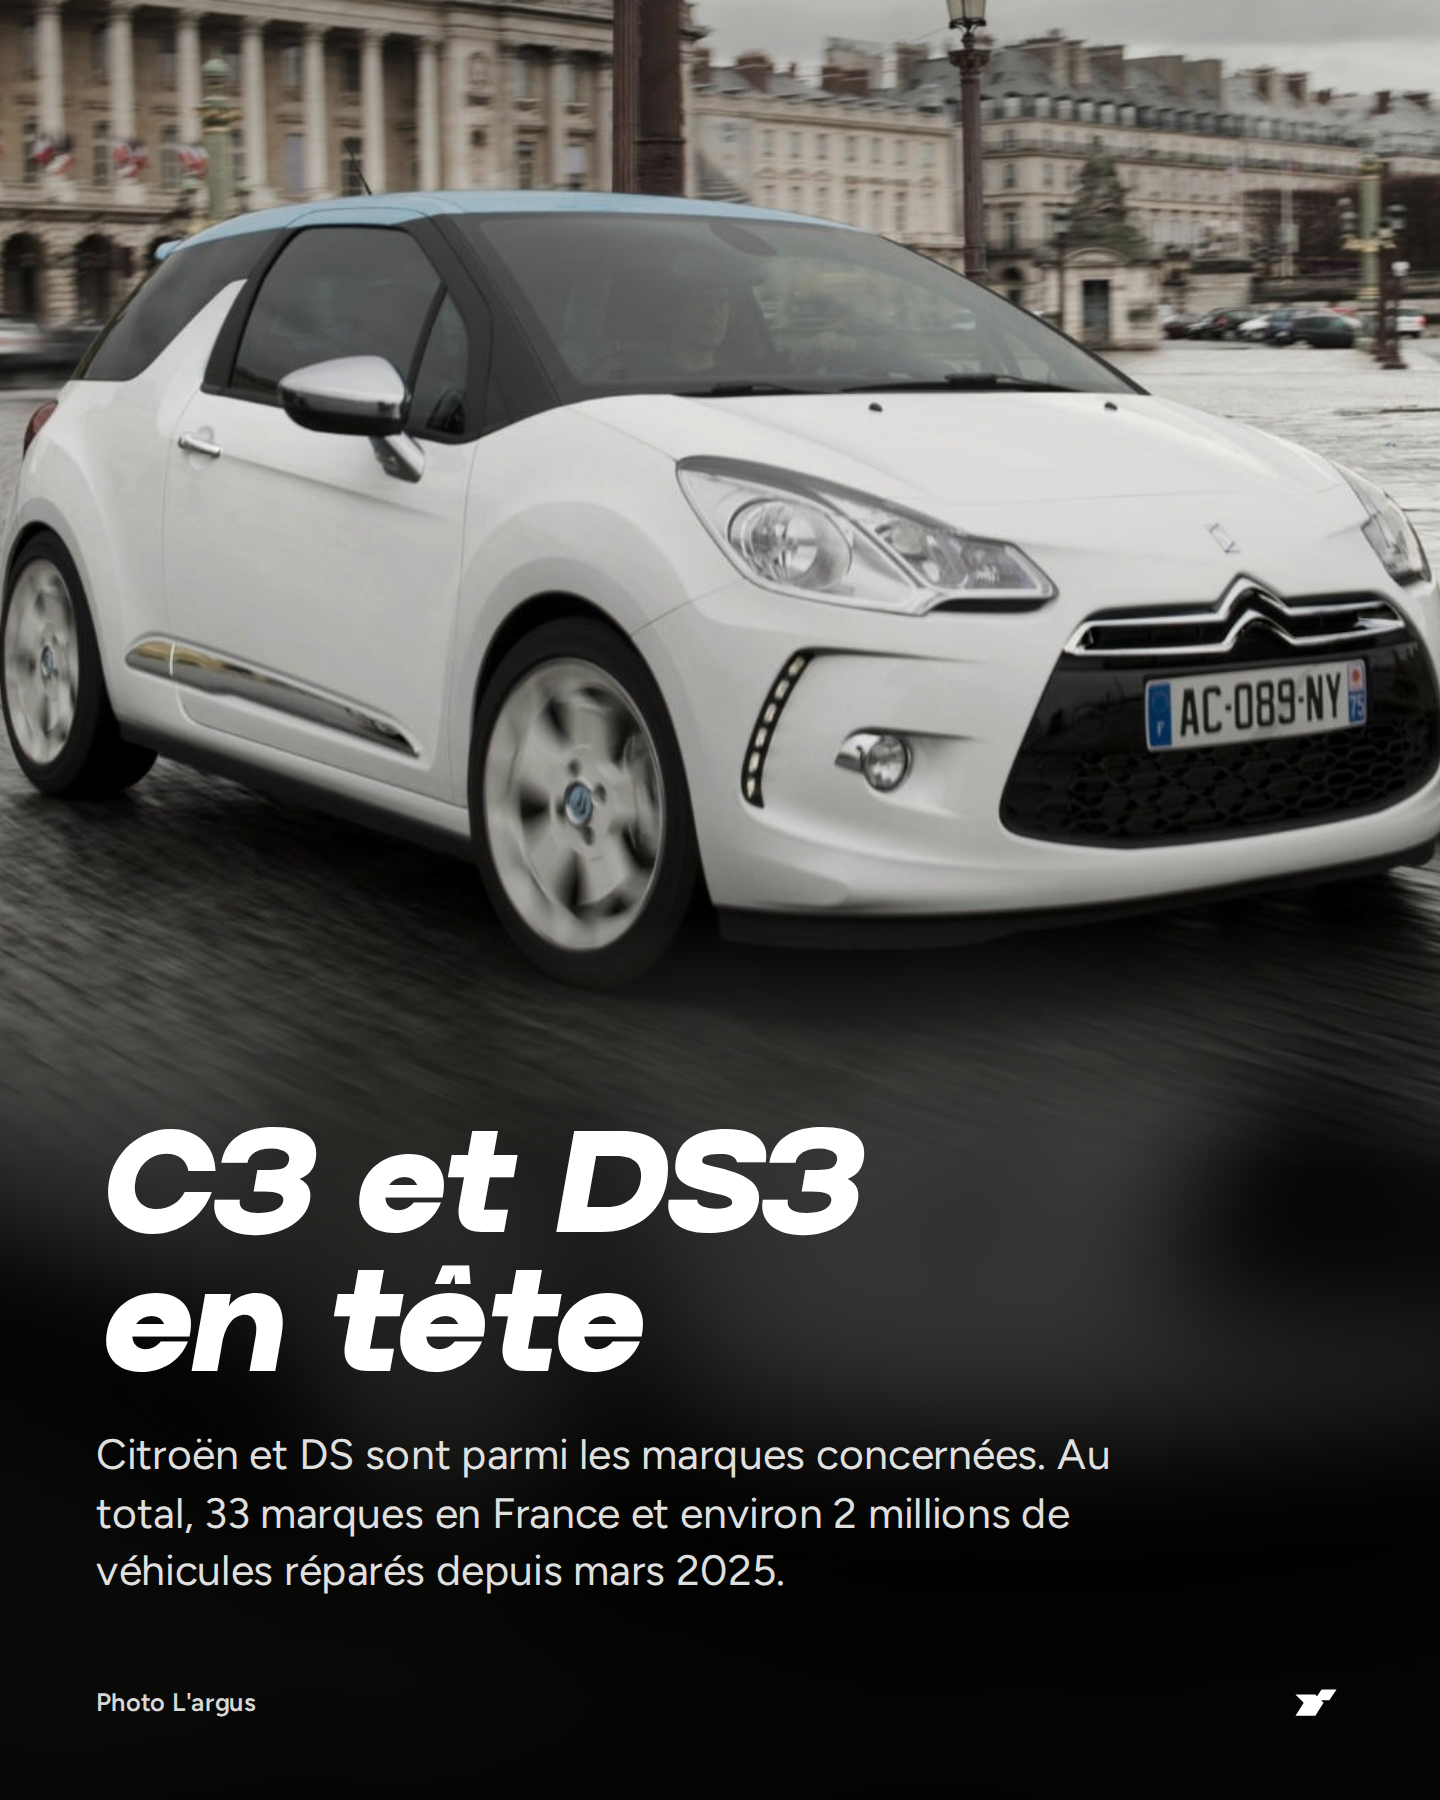 AC-089-NY
F
75
C3 et DS3
en tête
Citroën et DS sont parmi les marques concernées. Au
total, 33 marques en France et environ 2 millions de
véhicules réparés depuis mars 2025.
Photo L'argus